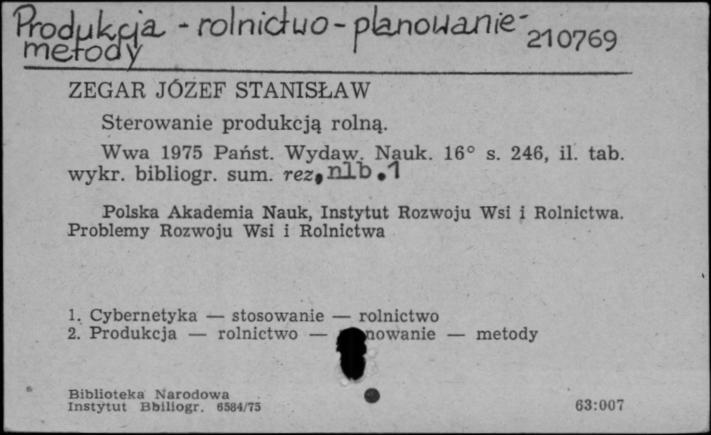 Produkcja - rolnictwo - planowanie -
metody
210769
ZEGAR JÓZEF STANISŁAW
Sterowanie produkcją rolną.
Wwa 1975 Państ. Wydaw. Nauk. 16° s. 246, il. tab.
wykr. bibliogr. sum. rez, nlb.1
Polska Akademia Nauk, Instytut Rozwoju Wsi i Rolnictwa.
Problemy Rozwoju Wsi i Rolnictwa
1. Cybernetyka — stosowanie — rolnictwo
2. Produkcja — rolnictwo — nowanie — metody
Biblioteka Narodowa
Instytut Bbiliogr. 6584/75
63:007